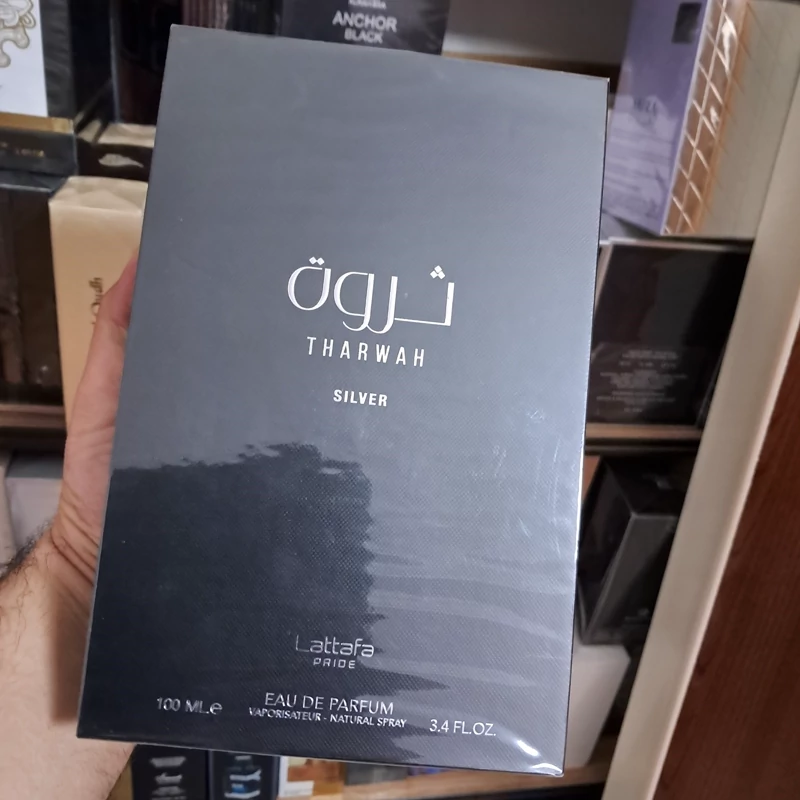 ANCHOR
BLACK
ثروة
THARWAH
SILVER
Lattafa
PRIDE
100 ML.e
EAU DE PARFUM
VAPORISATEUR - NATURAL SPRAY
3.4 FL.OZ.